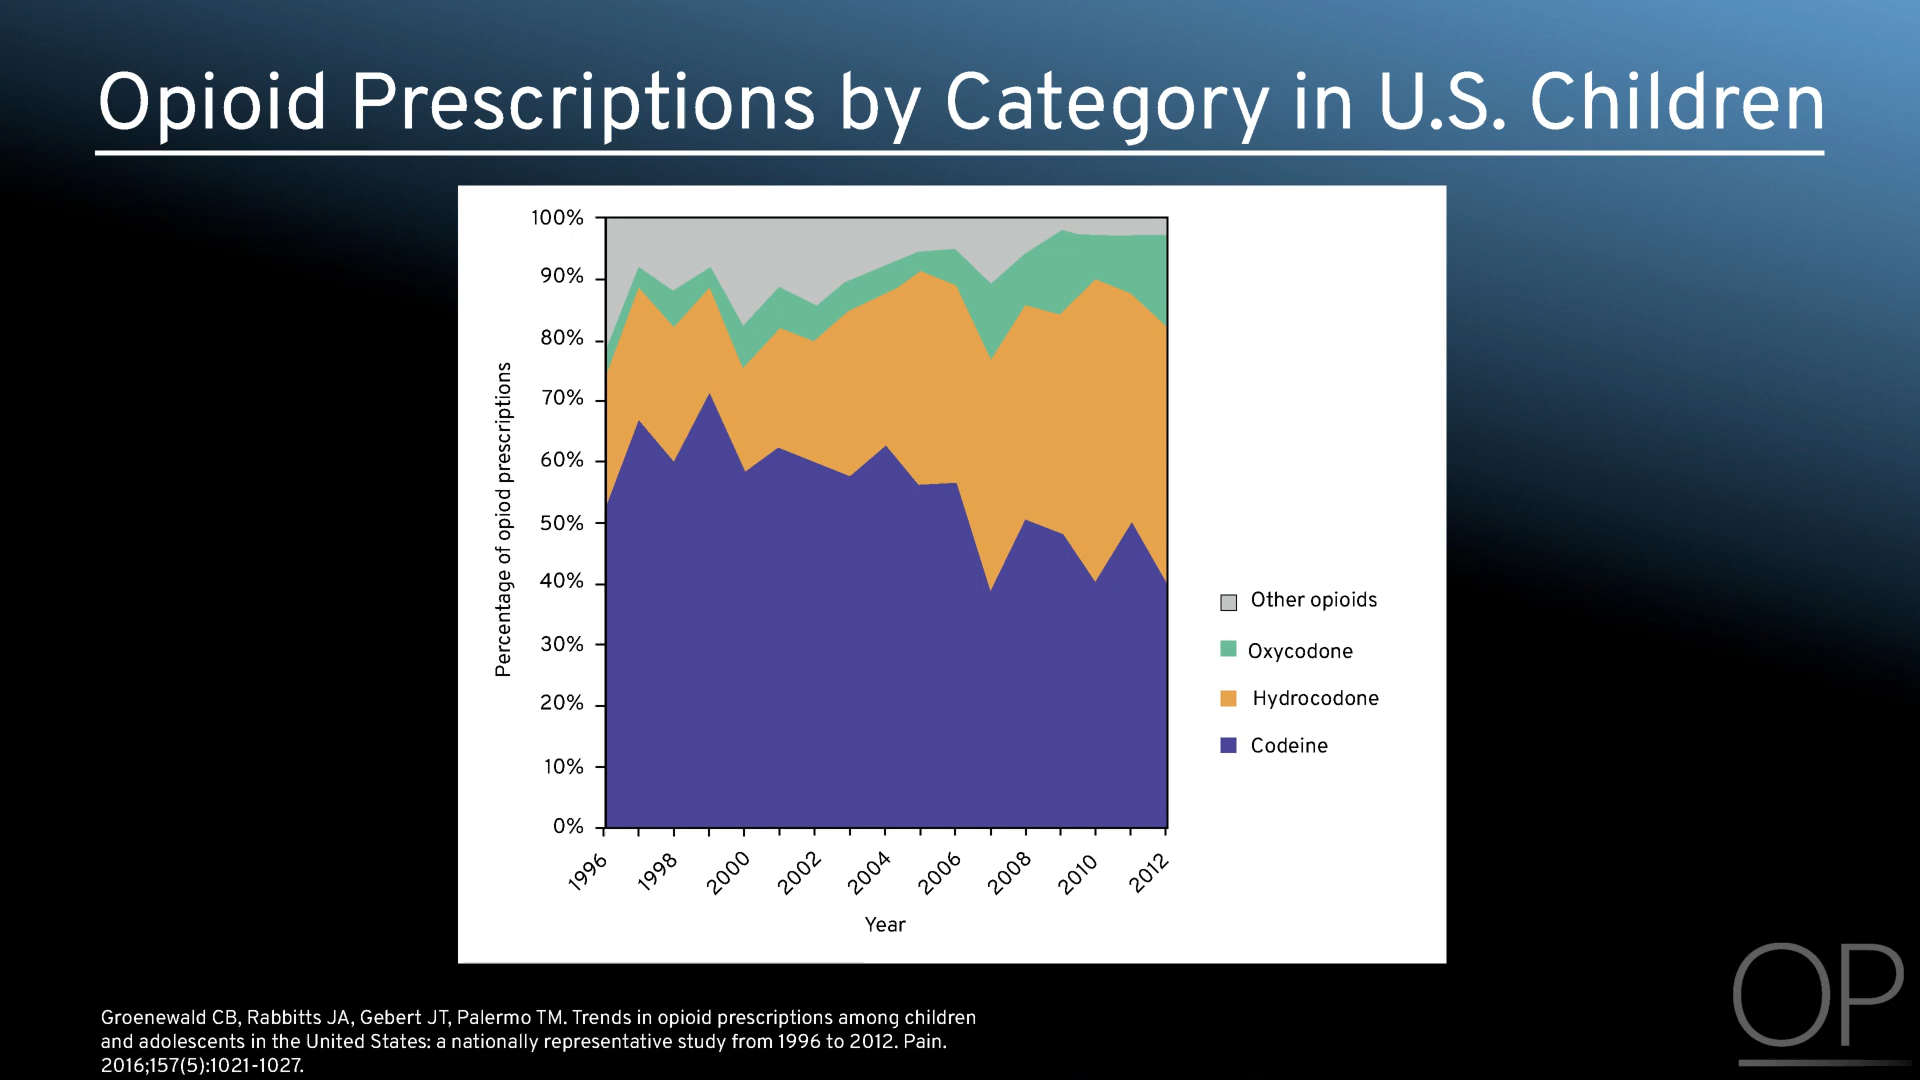 Opioid Prescriptions by Category in U.S. Children
100%
90%
80%
70%
60%
50%
40%
30%
20%
10%
0%
Percentage of opiod prescriptions
1996
1998
2000
2002
2004
2006
2008
2010
2012
Year
Other opioids
Oxycodone
Hydrocodone
Codeine
Groenewald CB, Rabbitts JA, Gebert JT, Palermo TM. Trends in opioid prescriptions among children
and adolescents in the United States: a nationally representative study from 1996 to 2012. Pain.
2016;157(5):1021-1027.
OP